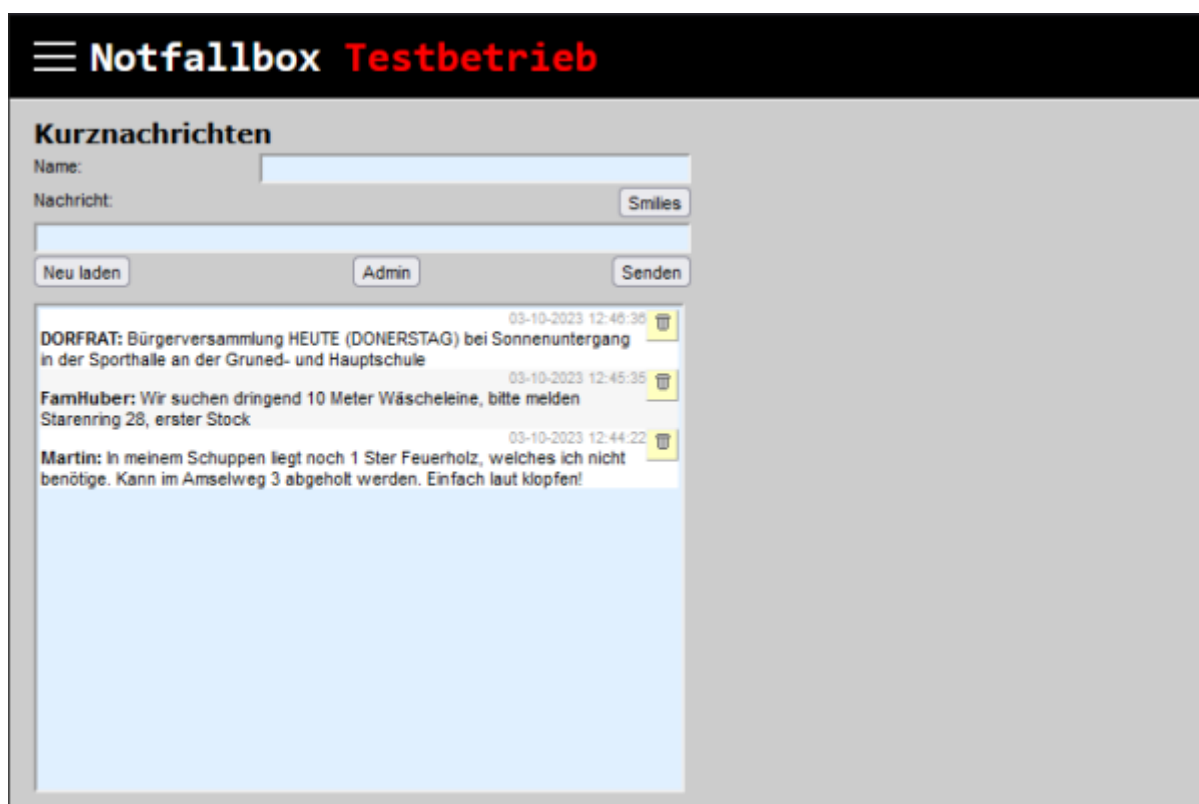 Notfallbox Testbetrieb
Kurznachrichten
Name:
Nachricht:
Smilies
Neu laden
Admin
Senden
03-10-2023 12:46:36
DORFRAT: Bürgerversammlung HEUTE (DONERSTAG) bei Sonnenuntergang
in der Sporthalle an der Gruned- und Hauptschule
03-10-2023 12:45:35
FamHuber: Wir suchen dringend 10 Meter Wäscheleine, bitte melden
Starenring 28, erster Stock
03-10-2023 12:44:22
Martin: In meinem Schuppen liegt noch 1 Ster Feuerholz, welches ich nicht
benötige. Kann im Amselweg 3 abgeholt werden. Einfach laut klopfen!